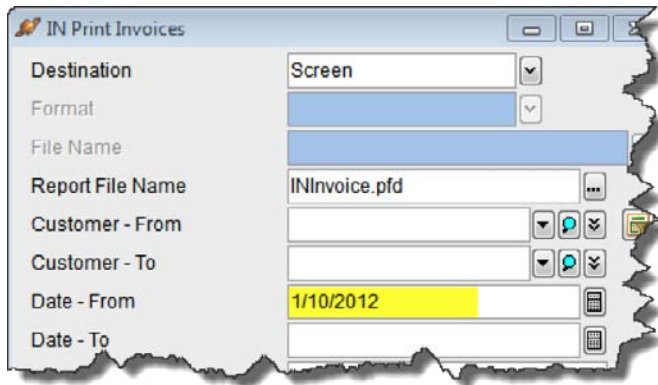 IN Print Invoices
Destination Screen
Format
File Name
Report File Name INInvoice.pfd
Customer - From
Customer - To
Date - From 1/10/2012
Date - To